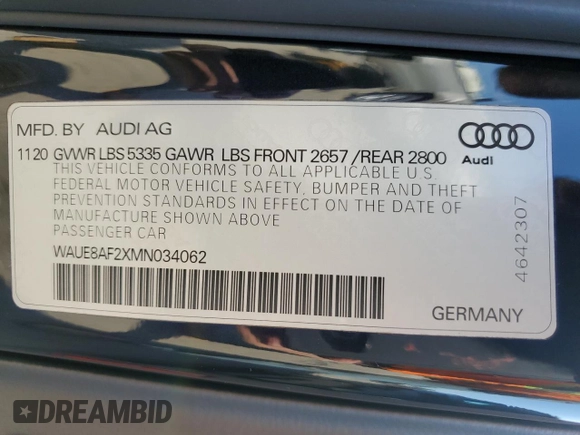 MFD. BY AUDI AG
1120 GVWR LBS 5335 GAWR LBS FRONT 2657 /REAR 2800
THIS VEHICLE CONFORMS TO ALL APPLICABLE U.S.
FEDERAL MOTOR VEHICLE SAFETY, BUMPER AND THEFT
PREVENTION STANDARDS IN EFFECT ON THE DATE OF
MANUFACTURE SHOWN ABOVE
PASSENGER CAR
WAUE8AF2XMN034062
Audi
4642307
GERMANY
DREAMBID